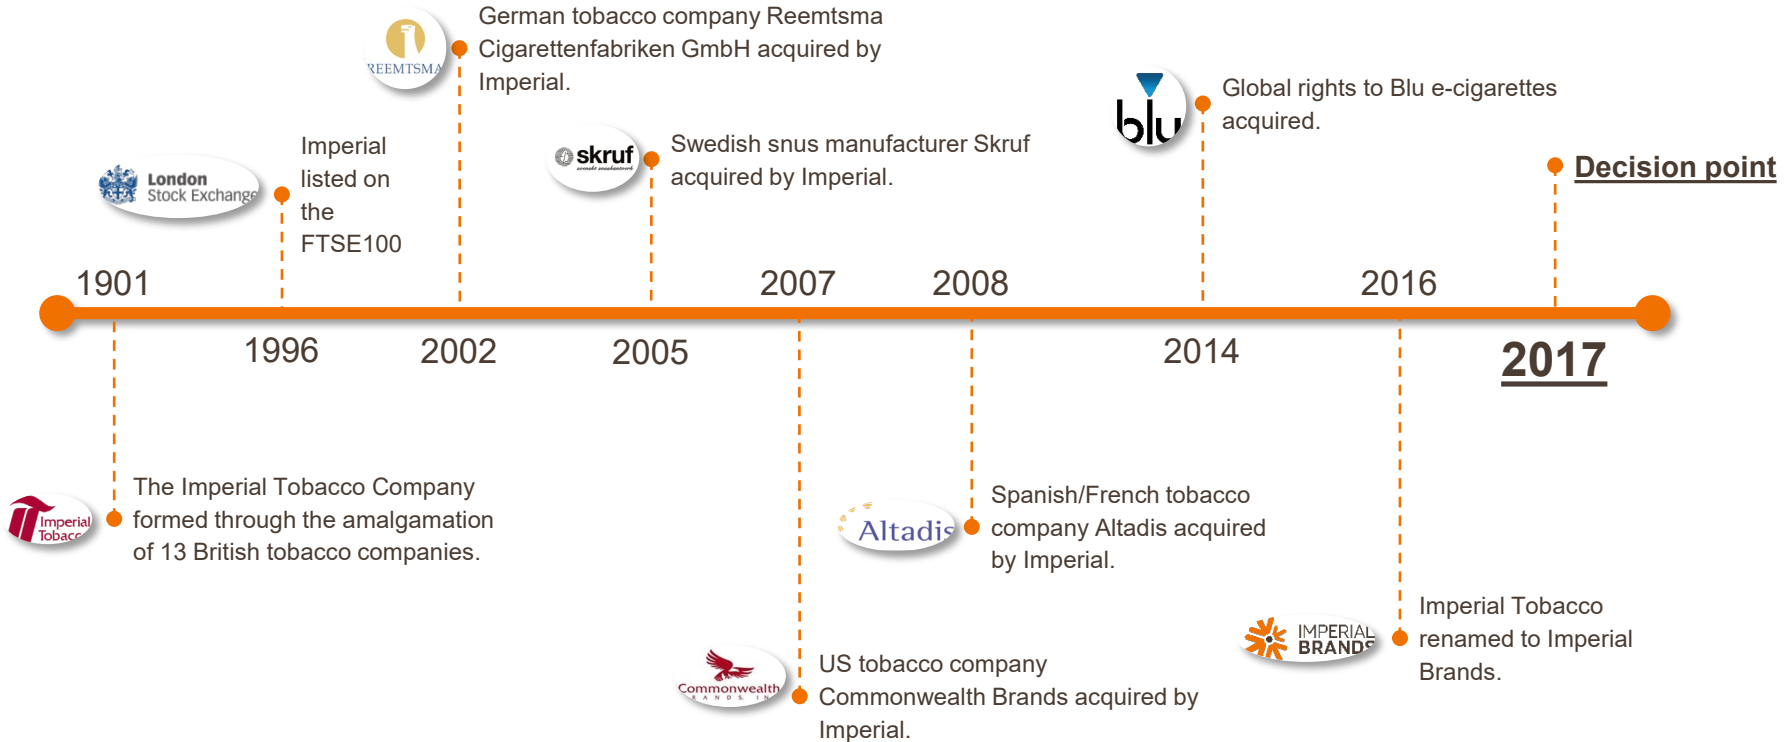 German tobacco company Reemtsma
Cigarettenfabriken GmbH acquired by
Imperial.
REEMTSMA
Global rights to Blu e-cigarettes
acquired.
blu
Imperial
listed on
the
FTSE100
London
Stock Exchange
Swedish snus manufacturer Skruf
acquired by Imperial.
skruf
Decision point
1901
2007
2008
2016
1996
2002
2005
2014
2017
The Imperial Tobacco Company
formed through the amalgamation
of 13 British tobacco companies.
Imperial
Tobacc
Spanish/French tobacco
company Altadis acquired
by Imperial.
Altadis
Imperial Tobacco
renamed to Imperial
Brands.
IMPERIAL
BRANDS
US tobacco company
Commonwealth Brands acquired by
Imperial.
Commonwealth